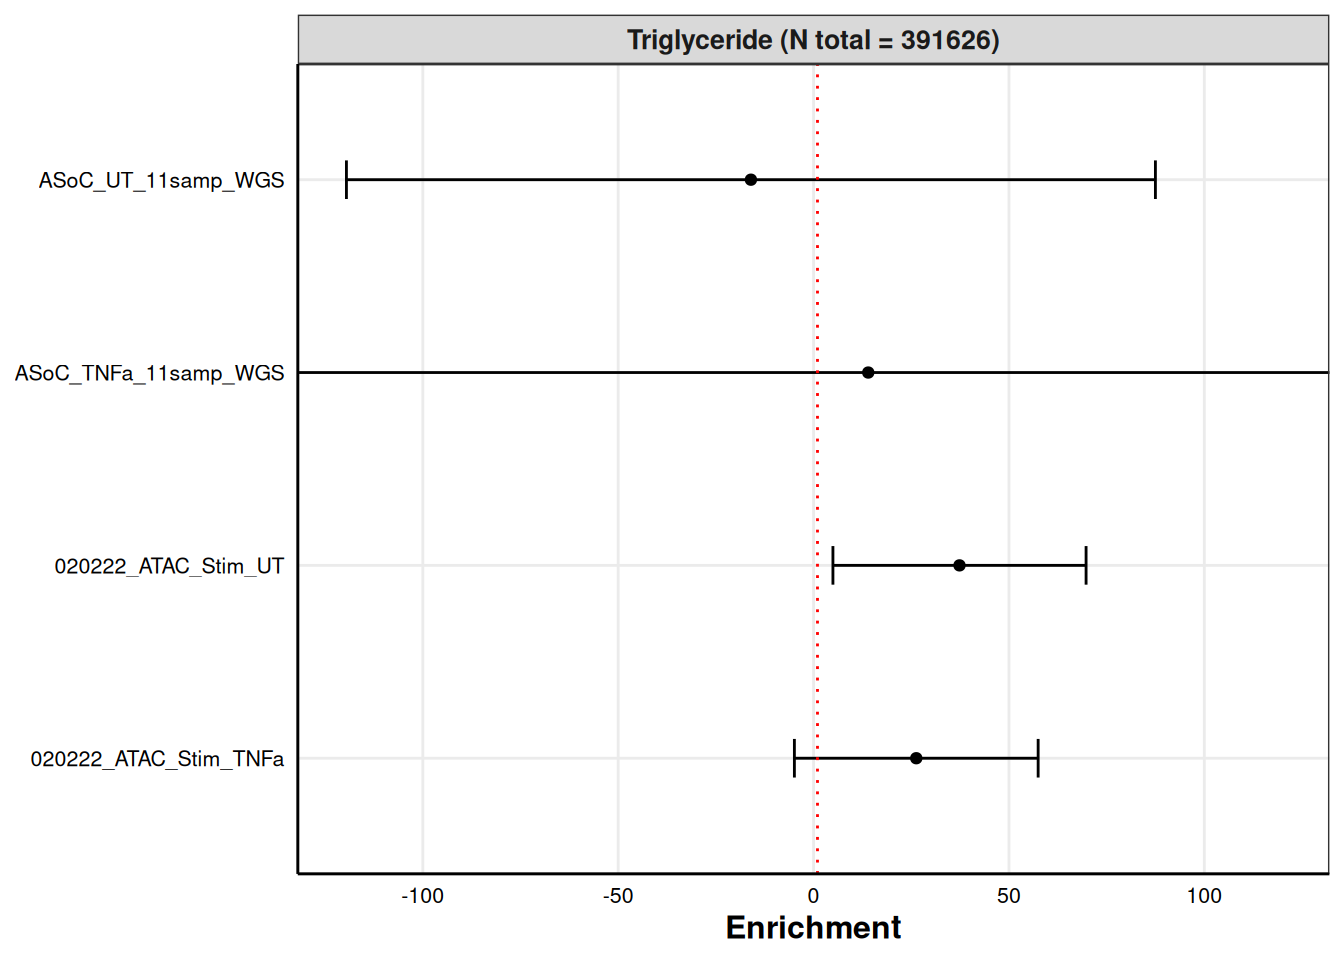 Triglyceride (N total = 391626)
ASoC_UT_11samp_WGS
ASoC_TNFa_11samp_WGS
020222_ATAC_Stim_UT
020222_ATAC_Stim_TNFa
-100 -50 0 50 100
Enrichment